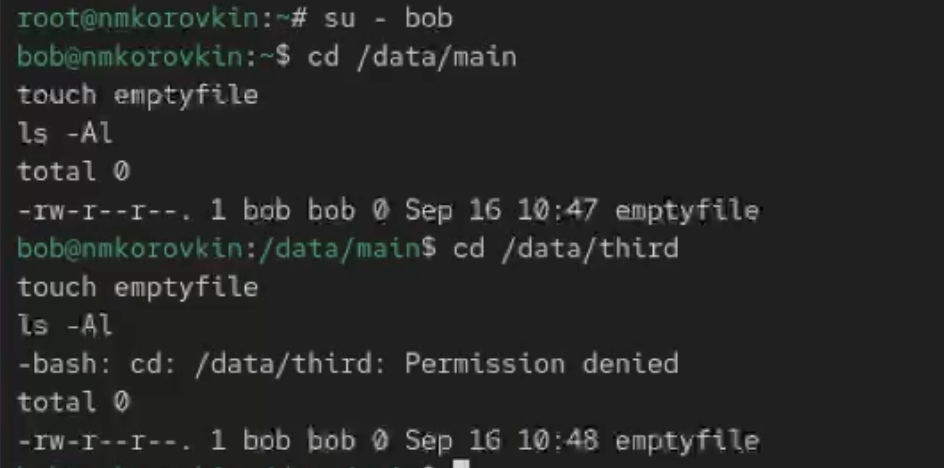 root@nmkorovkin:~# su - bob
bob@nmkorovkin:~$ cd /data/main
touch emptyfile
ls -Al
total 0
-rw-r--r--. 1 bob bob 0 Sep 16 10:47 emptyfile
bob@nmkorovkin:/data/main$ cd /data/third
touch emptyfile
ls -Al
-bash: cd: /data/third: Permission denied
total 0
-rw-r--r--. 1 bob bob 0 Sep 16 10:48 emptyfile